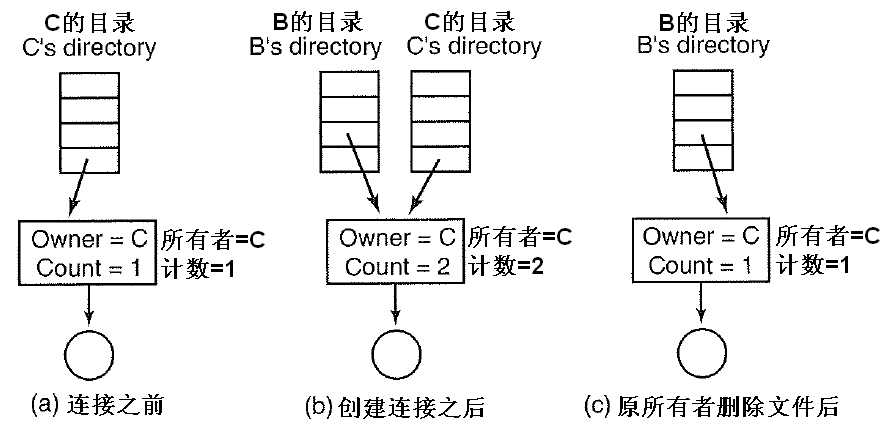 C的目录
C's directory
B的目录
B's directory
C的目录
C's directory
B的目录
B's directory
Owner = C
Count = 1
所有者=C
计数=1
Owner = C
Count = 2
所有者=C
计数=2
Owner = C
Count = 1
所有者=C
计数=1
(a) 连接之前
(b) 创建连接之后
(c) 原所有者删除文件后